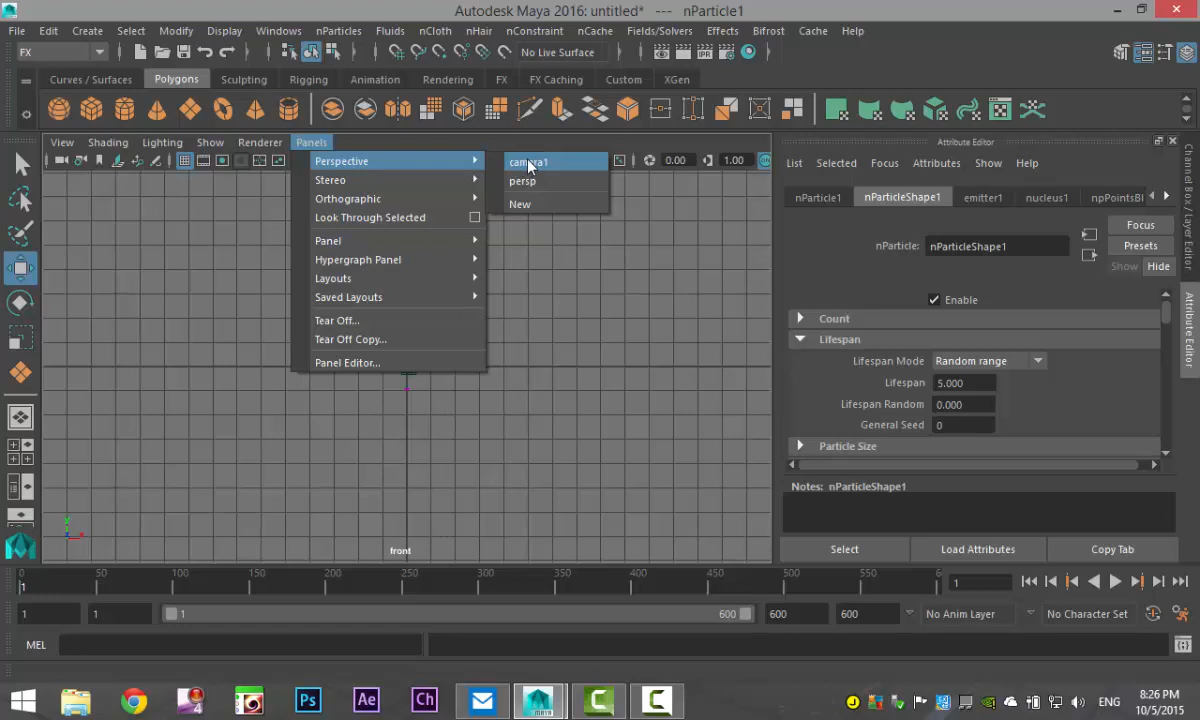 Autodesk Maya 2016: untitled* --- nParticle1
File Edit Create Select Modify Display Windows nParticles Fluids nCloth nHair nConstraint nCache Fields/Solvers Effects Bifrost Cache Help
FX No Live Surface
Curves / Surfaces Polygons Sculpting Rigging Animation Rendering FX FX Caching Custom XGen
View Shading Lighting Show Renderer Panels
0.00 1.00
Perspective
Stereo
Orthographic
Look Through Selected
Panel
Hypergraph Panel
Layouts
Saved Layouts
Tear Off...
Tear Off Copy...
Panel Editor...
camera1
persp
New
front
Attribute Editor
List Selected Focus Attributes Show Help
nParticle1 nParticleShape1 emitter1 nucleus1 npPointsBl
nParticle: nParticleShape1
Focus
Presets
Show Hide
Enable
Count
Lifespan
Lifespan Mode Random range
Lifespan 5.000
Lifespan Random 0.000
General Seed 0
Particle Size
Notes: nParticleShape1
Select Load Attributes Copy Tab
Channel Box / Layer Editor
Attribute Editor
0 50 100 150 200 250 300 350 400 450 500 550 6
1 1
1 1 1 600 600 600 No Anim Layer No Character Set
MEL
Ps Ae Ch MAYA ENG
8:26 PM
10/5/2015